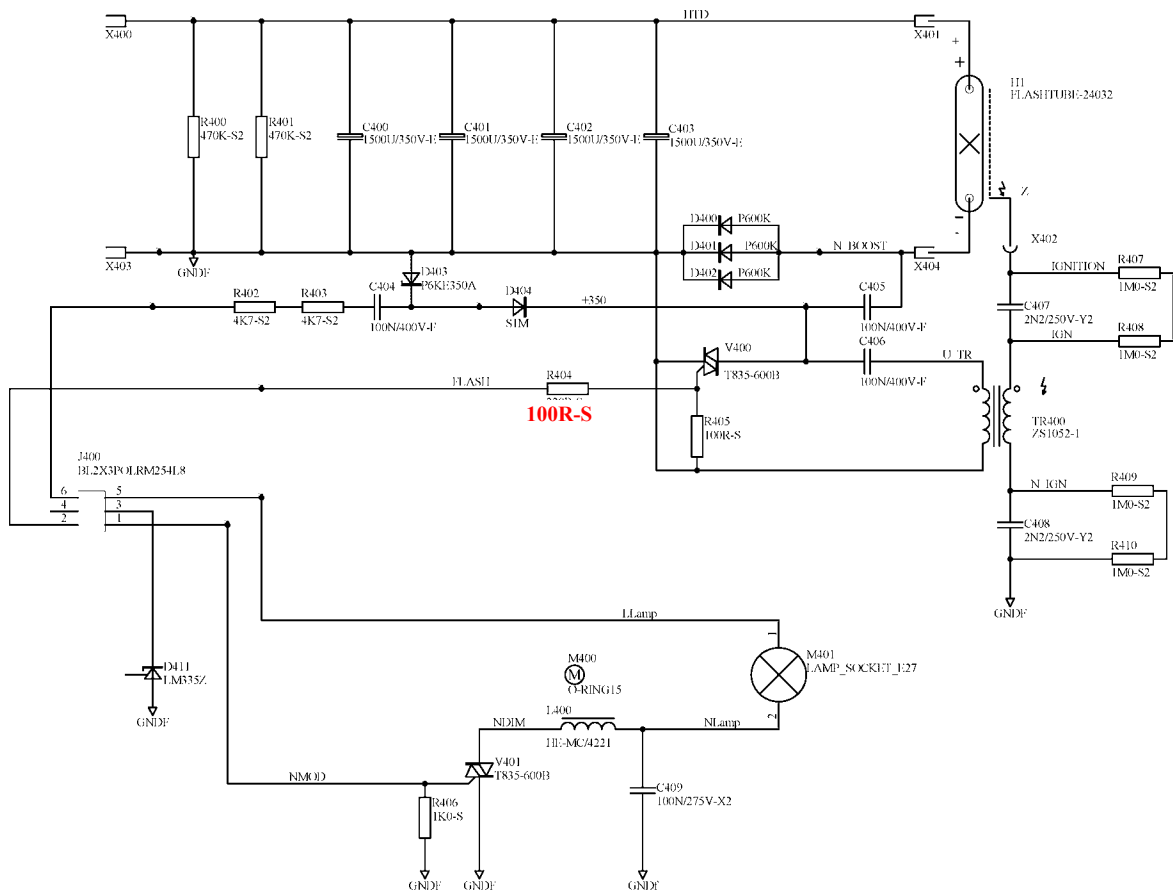 HTD
X400
X401
+
+
H1
FLASHTUBE-24032
R400
470K-S2
R401
470K-S2
C400
1500U/350V-E
C401
1500U/350V-E
C402
1500U/350V-E
C403
1500U/350V-E
Z
D400
P600K
D401
P600K
D402
P600K
N_BOOST
X403
GNDF
X404
-
-
X402
IGNITION
R407
1M0-S2
C407
2N2/250V-Y2
R408
1M0-S2
IGN
D403
P6KE350A
R402
4K7-S2
R403
4K7-S2
C404
100N/400V-F
D404
S1M
+350
C405
100N/400V-F
C406
100N/400V-F
V400
T835-600B
U_TR
FLASH
R404
100R-S
R405
100R-S
TR400
ZS1052-1
J400
BL2X3POLRM254L8
6
5
4
3
2
1
N_IGN
R409
1M0-S2
C408
2N2/250V-Y2
R410
1M0-S2
GNDF
LLamp
1
M401
LAMP_SOCKET_E27
2
M400
M
O-RING15
D411
LM335Z
GNDF
L400
HE-MC/4221
NDIM
NLamp
V401
T835-600B
NMOD
R406
1K0-S
C409
100N/275V-X2
GNDF
GNDF
GNDf